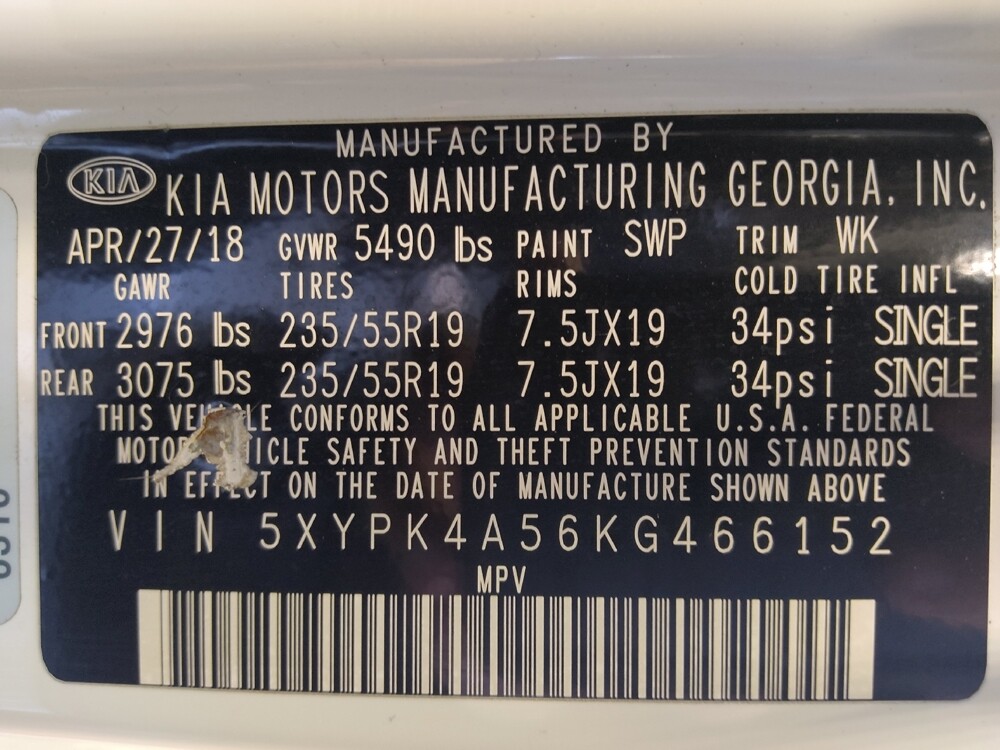 MANUFACTURED BY
KIA KIA MOTORS MANUFACTURING GEORGIA, INC.
APR/27/18 GVWR 5490 lbs PAINT SWP TRIM WK
GAWR TIRES RIMS COLD TIRE INFL
FRONT 2976 lbs 235/55R19 7.5JX19 34psi SINGLE
REAR 3075 lbs 235/55R19 7.5JX19 34psi SINGLE
THIS VEHICLE CONFORMS TO ALL APPLICABLE U.S.A. FEDERAL
MOTOR VEHICLE SAFETY AND THEFT PREVENTION STANDARDS
IN EFFECT ON THE DATE OF MANUFACTURE SHOWN ABOVE
VIN 5XYPK4A56KG466152
MPV